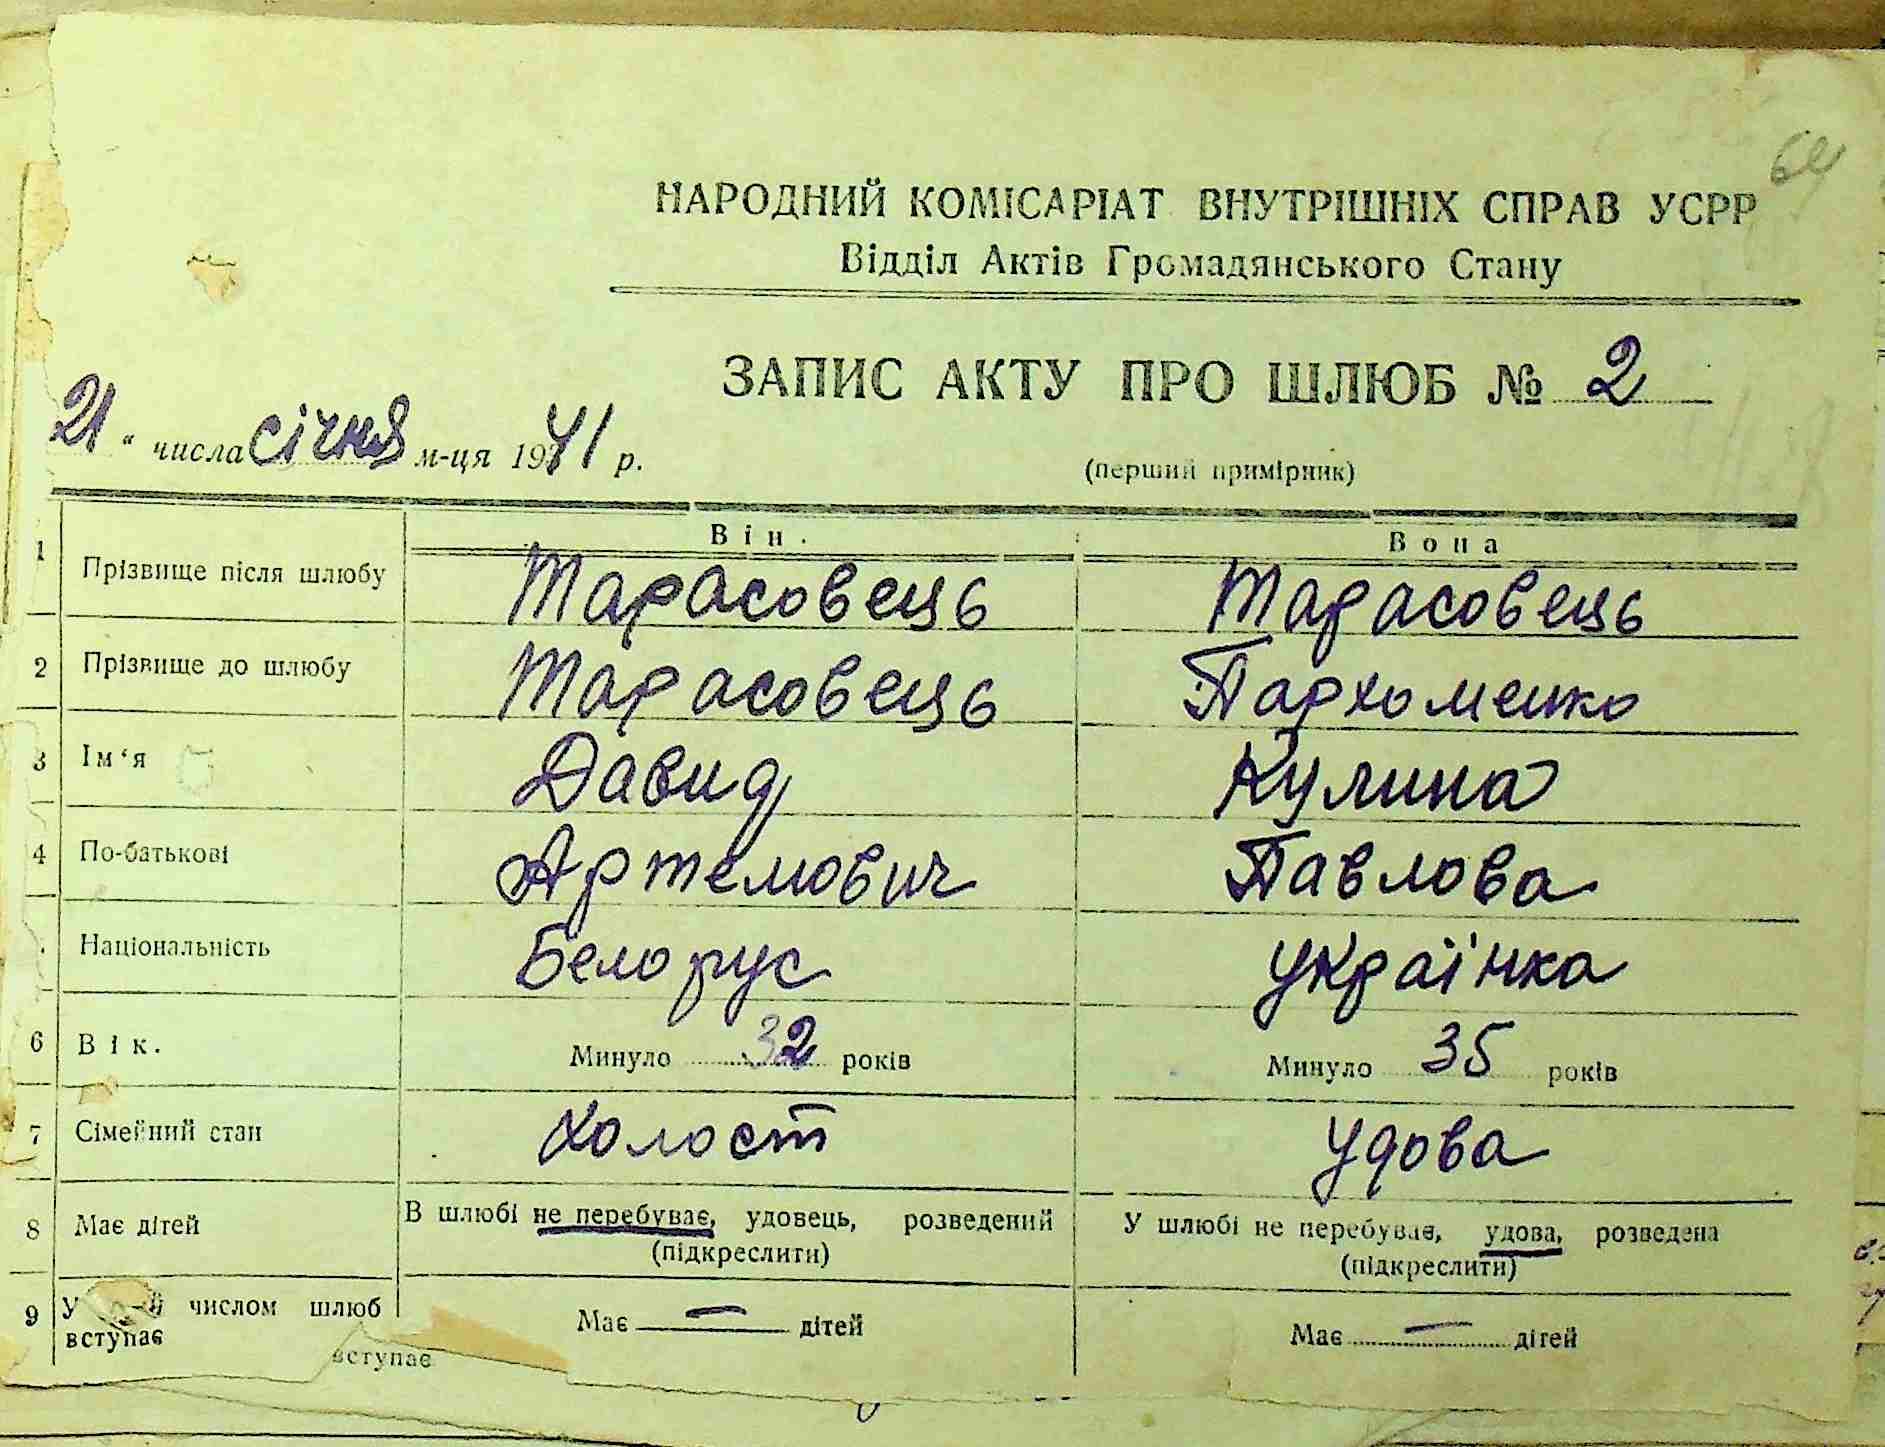 64
НАРОДНИЙ КОМІСАРІАТ ВНУТРІШНІХ СПРАВ УСРР
Відділ Актів Громадянського Стану
ЗАПИС АКТУ ПРО ШЛЮБ № 2
21 " числа січня м-ця 1941 р.
(перший примірник)
Він. Вона
1 Прізвище після шлюбу Тарасовець Тарасовець
2 Прізвище до шлюбу Тарасовець Пархоменко
3 Ім'я Давид Кулина
4 По-батькові Артемович Павлова
Національність Белорус Українка
6 Вік. Минуло 32 років Минуло 35 років
7 Сімейний стан Холост Удова
8 Має дітей В шлюбі не перебуває, удовець, розведений У шлюбі не перебуває, удова, розведена
(підкреслити) (підкреслити)
9 У числом шлюб Має — дітей Має — дітей
вступає
вступає